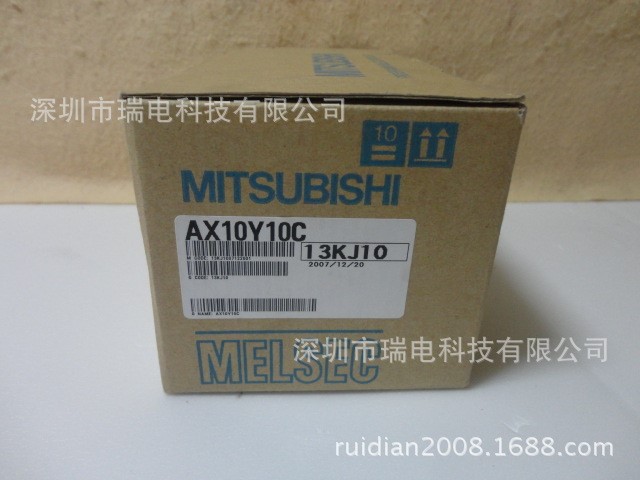 深圳市瑞电科技有限公司
10
MITSUBISHI
AX10Y10C
13KJ10
2007/12/20
MELSEC
深圳市瑞电科技有限公司
ruidian2008.1688.com